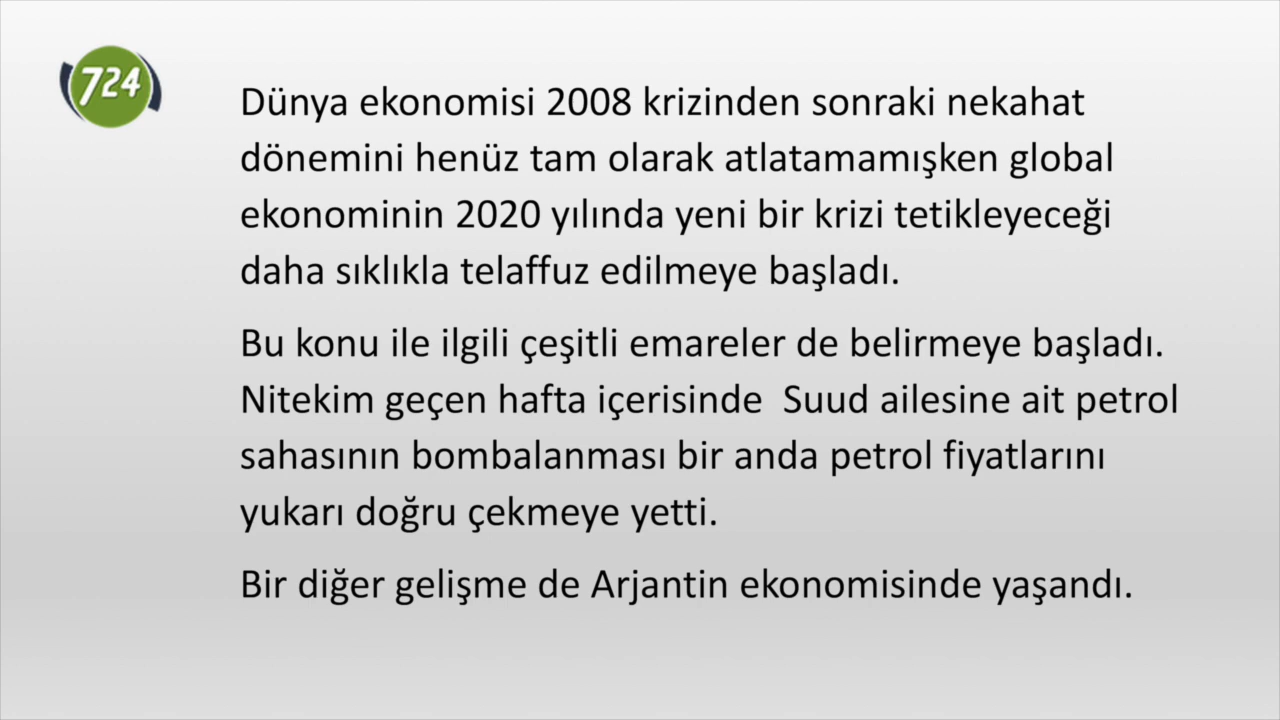 724
Dünya ekonomisi 2008 krizinden sonraki nekahat
dönemini henüz tam olarak atlatamamışken global
ekonominin 2020 yılında yeni bir krizi tetikleyeceği
daha sıklıkla telaffuz edilmeye başladı.
Bu konu ile ilgili çeşitli emareler de belirmeye başladı.
Nitekim geçen hafta içerisinde  Suud ailesine ait petrol
sahasının bombalanması bir anda petrol fiyatlarını
yukarı doğru çekmeye yetti.
Bir diğer gelişme de Arjantin ekonomisinde yaşandı.